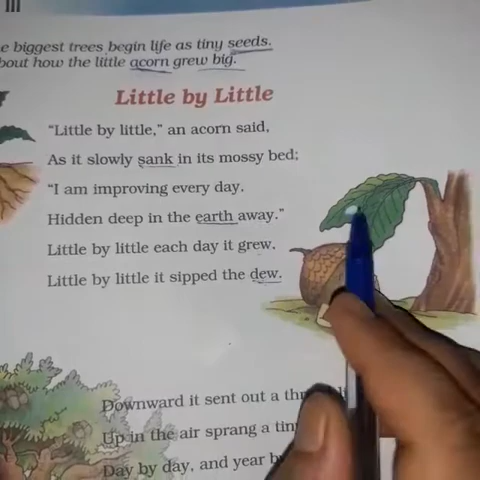 III
e biggest trees begin life as tiny seeds.
bout how the little acorn grew big.
Little by Little
"Little by little," an acorn said,
As it slowly sank in its mossy bed;
"I am improving every day.
Hidden deep in the earth away."
Little by little each day it grew.
Little by little it sipped the dew.
Downward it sent out a
Up in the air sprang a
Day by day, and year